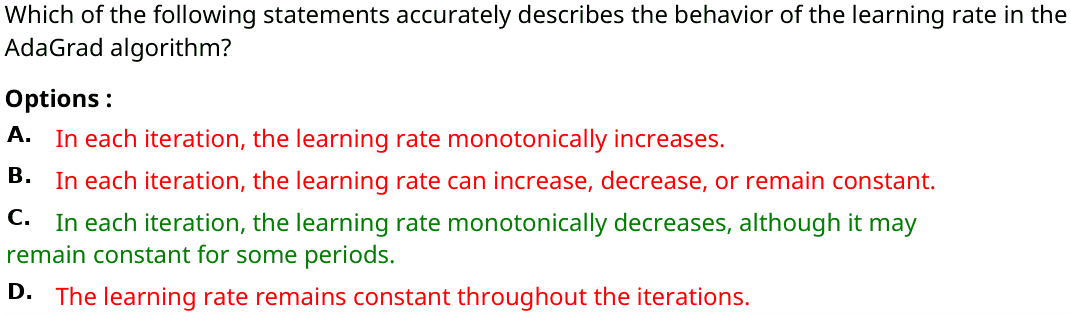 Which of the following statements accurately describes the behavior of the learning rate in the
AdaGrad algorithm?
Options :
A. In each iteration, the learning rate monotonically increases.
B. In each iteration, the learning rate can increase, decrease, or remain constant.
C. In each iteration, the learning rate monotonically decreases, although it may
remain constant for some periods.
D. The learning rate remains constant throughout the iterations.